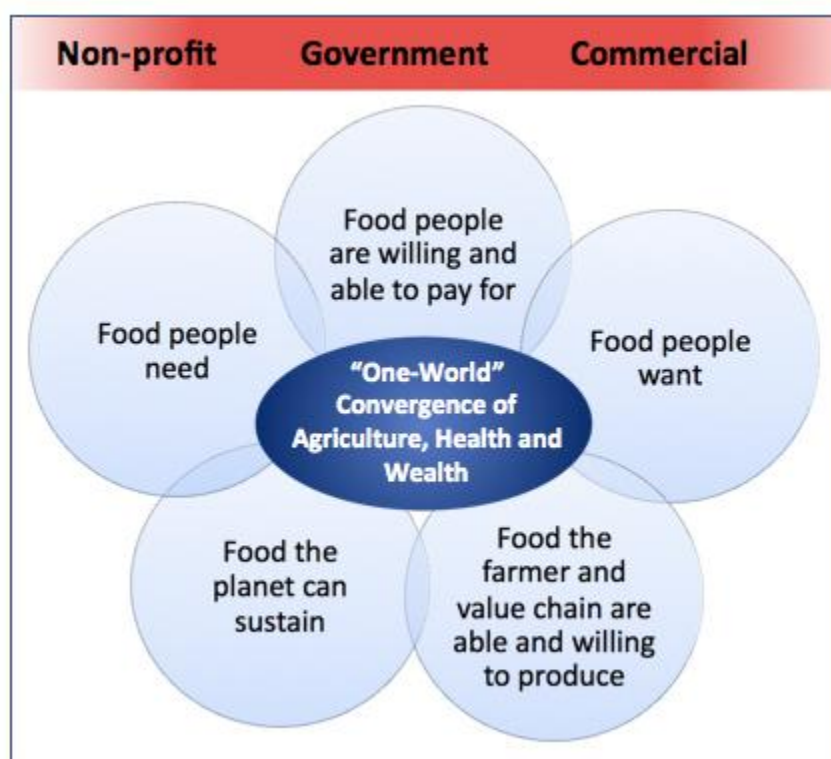 Non-profit Government Commercial
Food people
are willing and
able to pay for
Food people
need
Food people
want
“One-World”
Convergence of
Agriculture, Health and
Wealth
Food the
planet can
sustain
Food the
farmer and
value chain are
able and willing
to produce